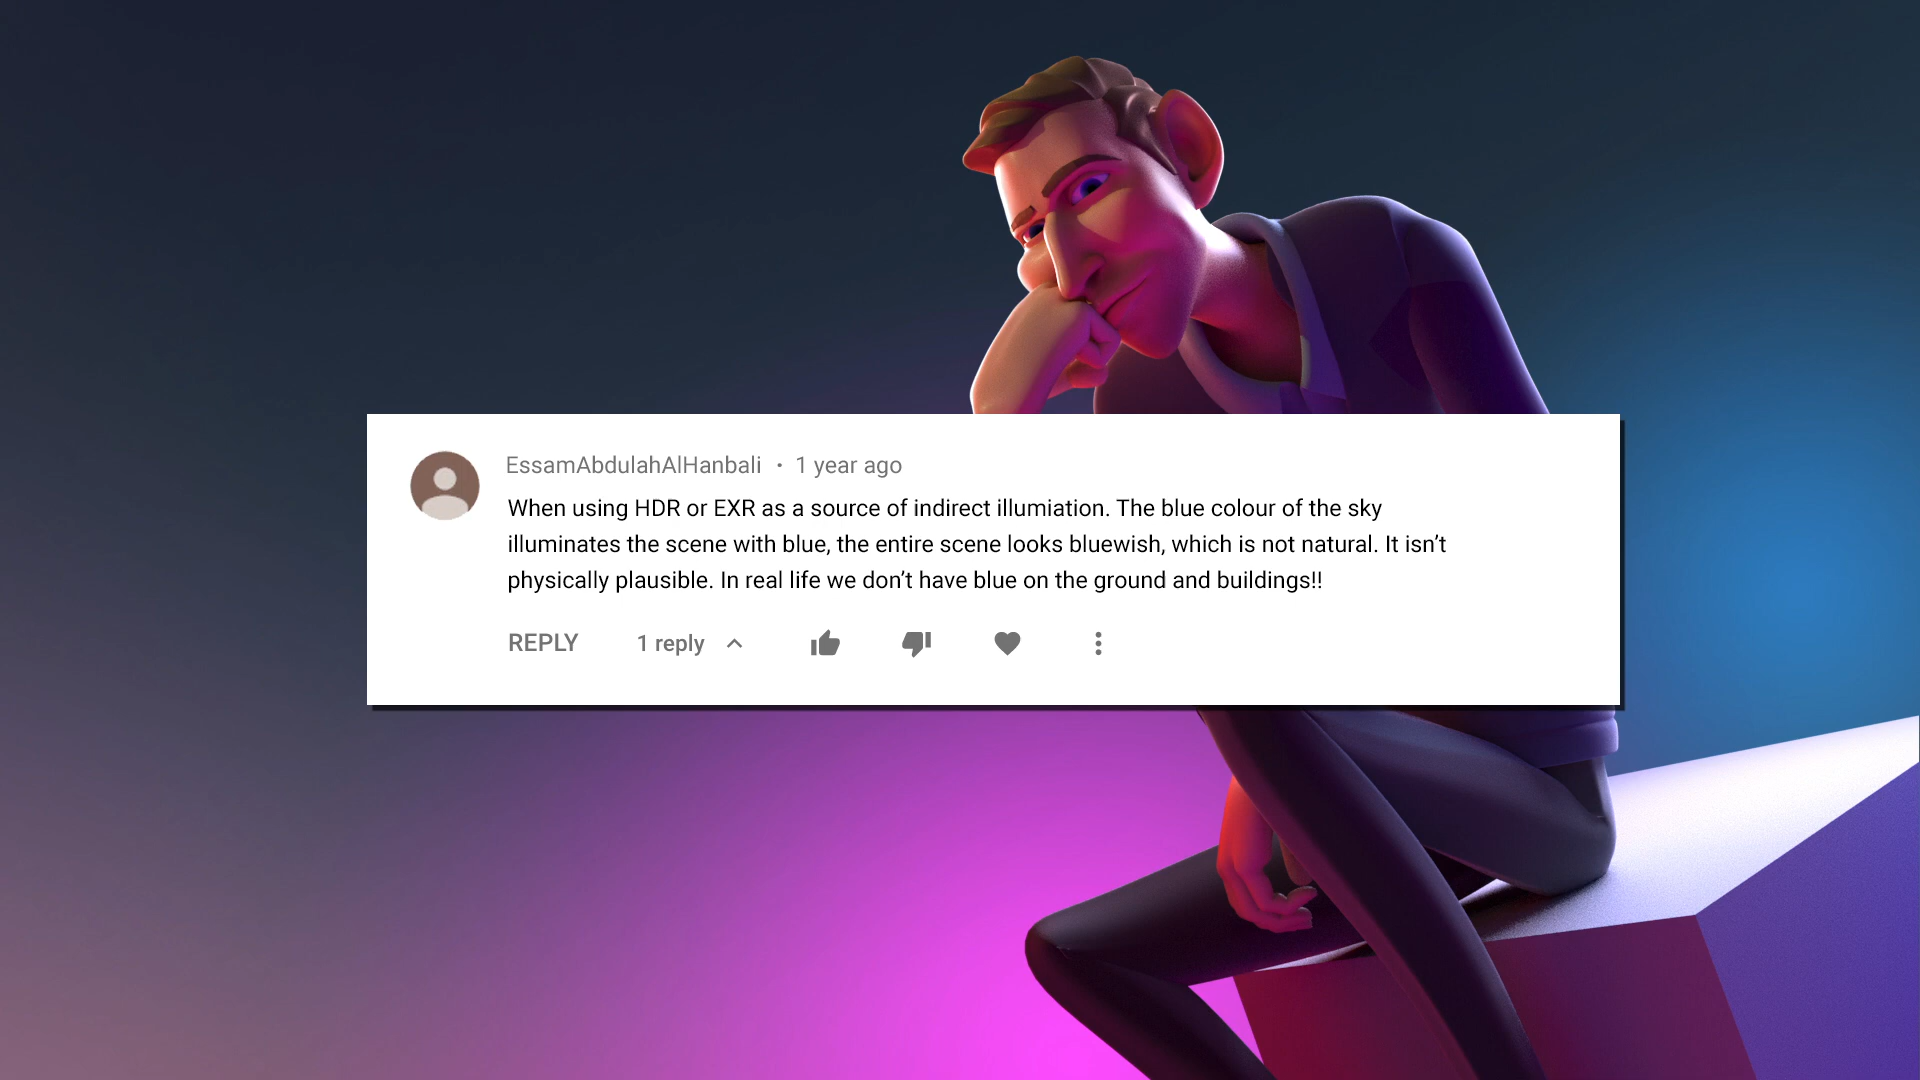 EssamAbdulahAlHanbali • 1 year ago
When using HDR or EXR as a source of indirect illumiation. The blue colour of the sky
illuminates the scene with blue, the entire scene looks bluewish, which is not natural. It isn’t
physically plausible. In real life we don’t have blue on the ground and buildings!!
REPLY 1 reply